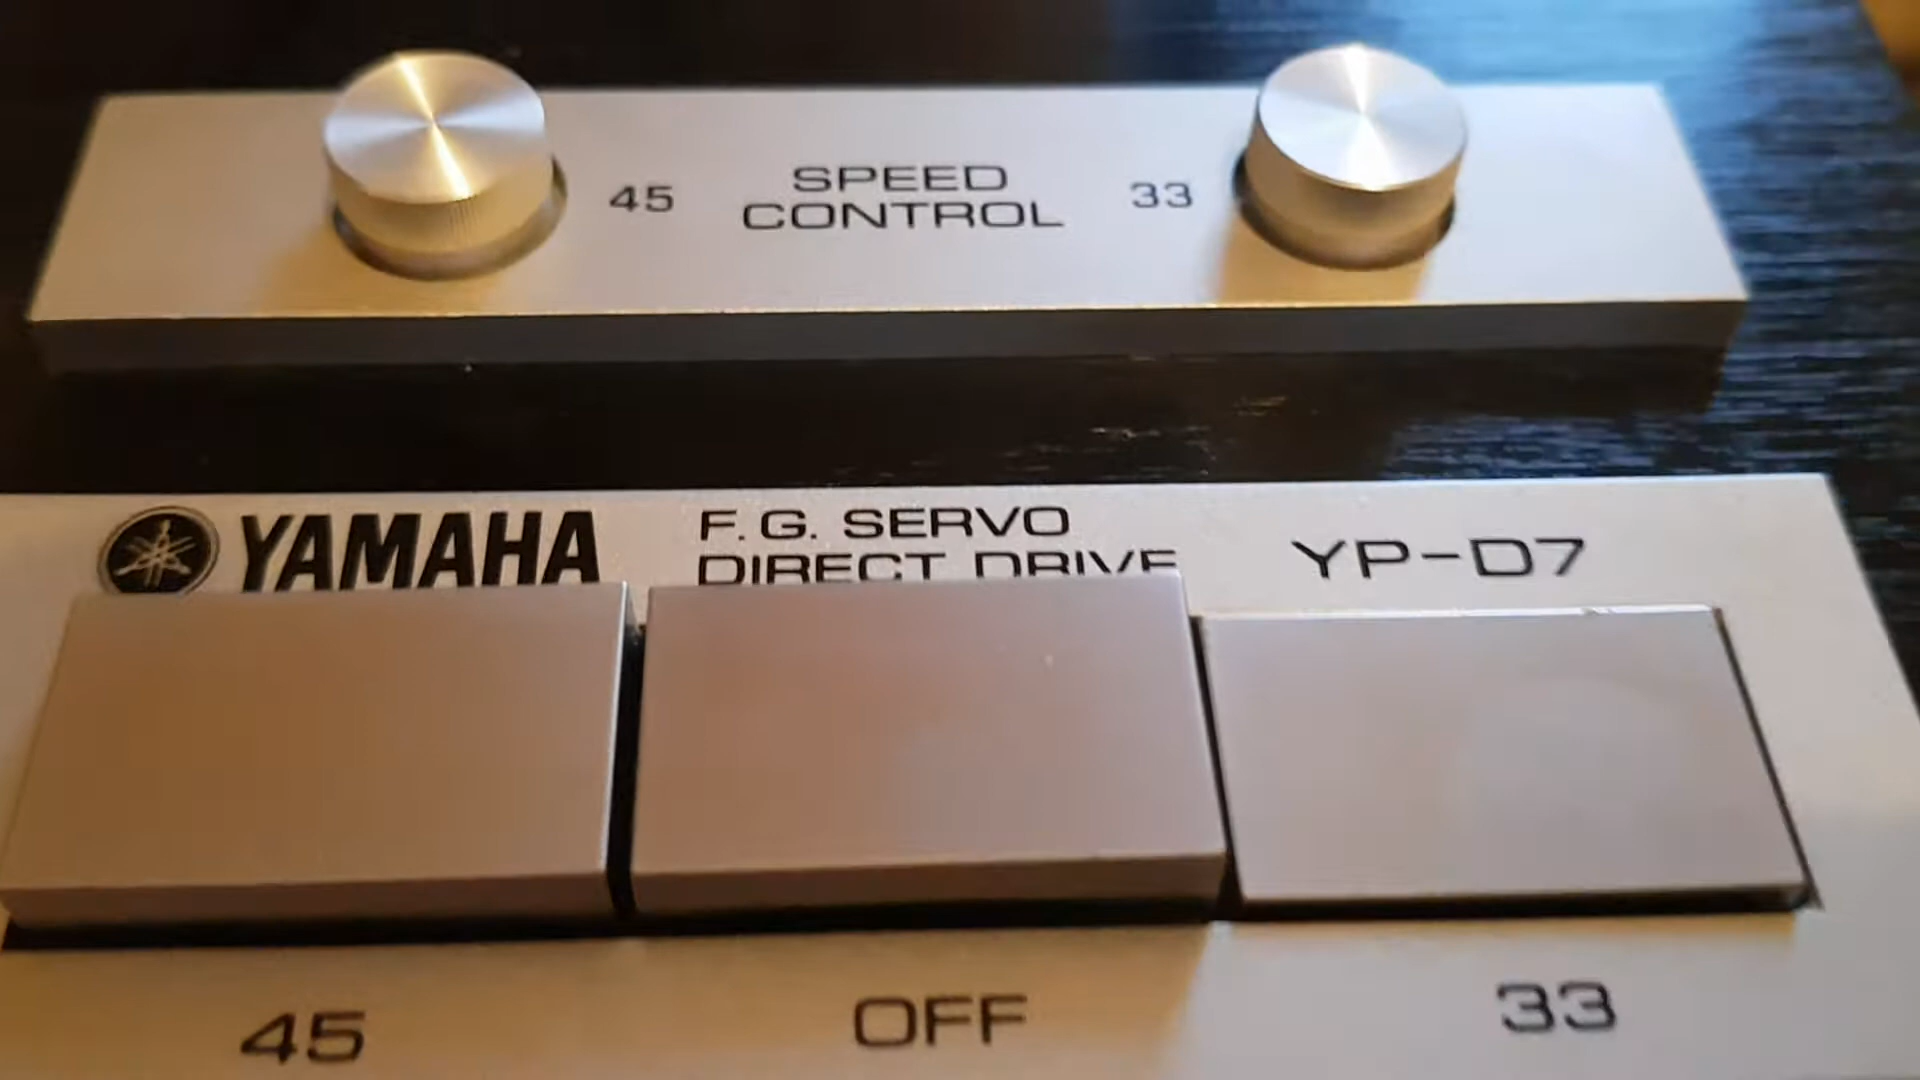 45 SPEED CONTROL 33
YAMAHA F.G. SERVO DIRECT DRIVE YP-D7
45 OFF 33